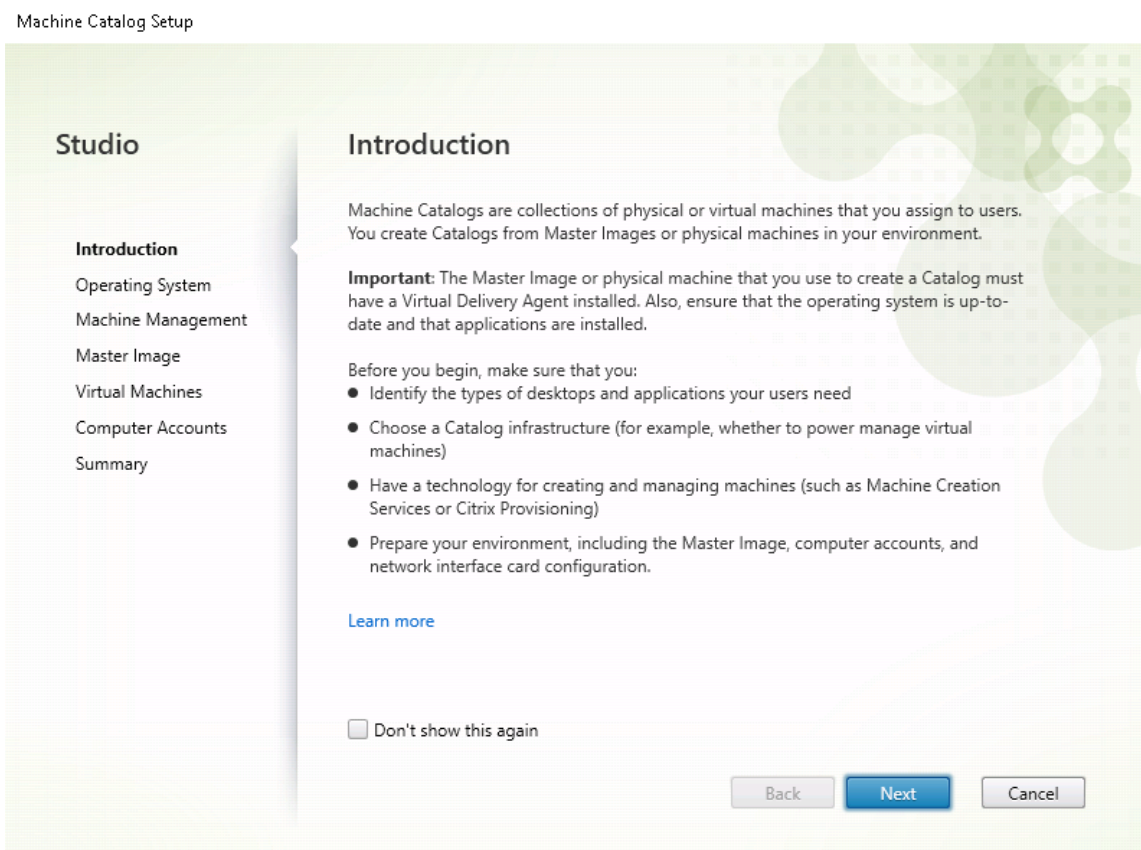 Machine Catalog Setup
Studio
Introduction
Operating System
Machine Management
Master Image
Virtual Machines
Computer Accounts
Summary
Introduction
Machine Catalogs are collections of physical or virtual machines that you assign to users.
You create Catalogs from Master Images or physical machines in your environment.
Important: The Master Image or physical machine that you use to create a Catalog must
have a Virtual Delivery Agent installed. Also, ensure that the operating system is up-to-
date and that applications are installed.
Before you begin, make sure that you:
● Identify the types of desktops and applications your users need
● Choose a Catalog infrastructure (for example, whether to power manage virtual
machines)
● Have a technology for creating and managing machines (such as Machine Creation
Services or Citrix Provisioning)
● Prepare your environment, including the Master Image, computer accounts, and
network interface card configuration.
Learn more
Don't show this again
Back Next Cancel